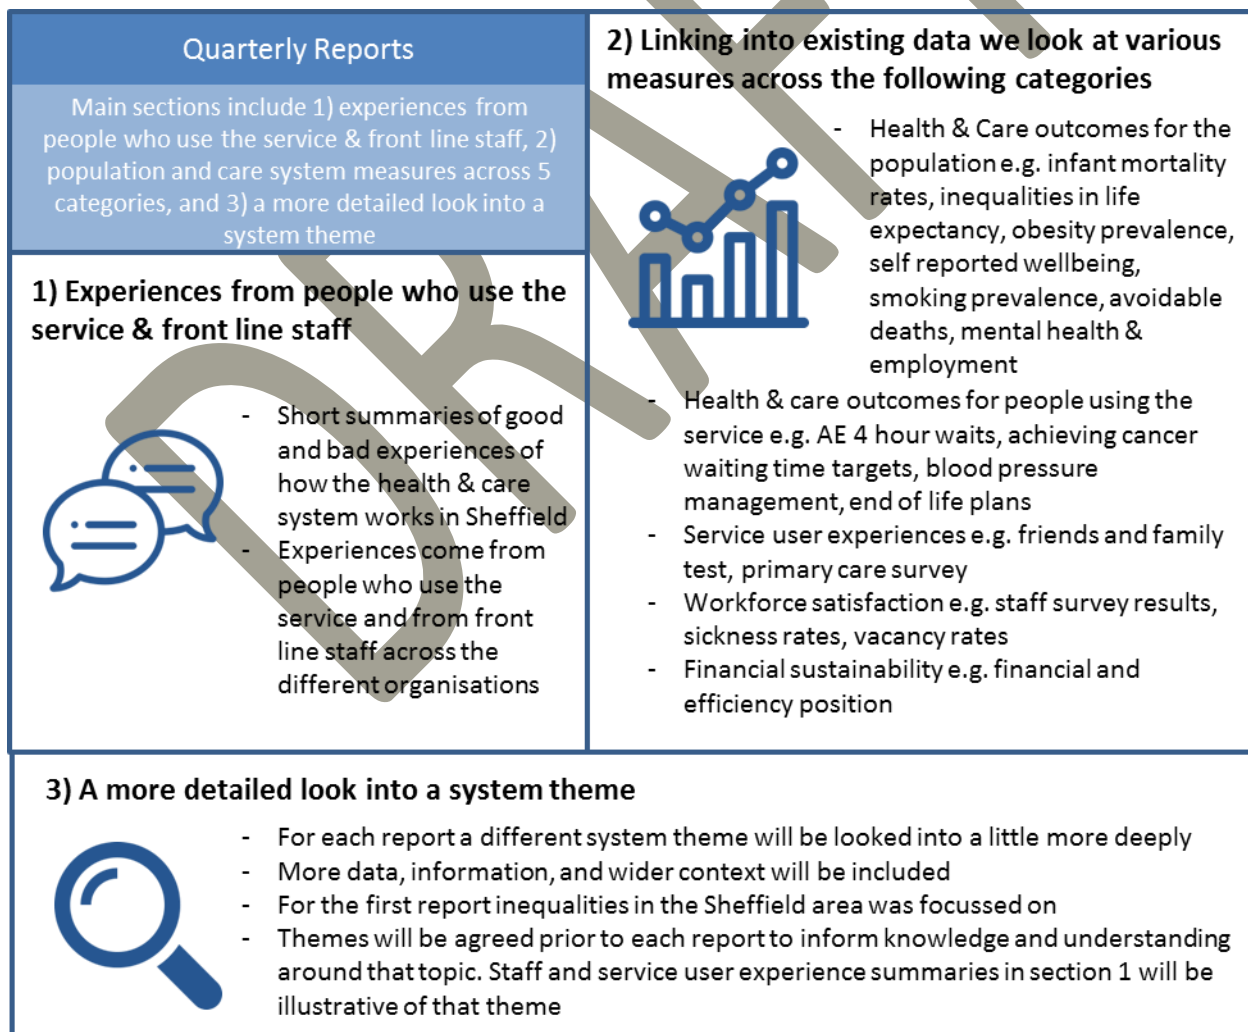 Quarterly Reports
Main sections include 1) experiences from
people who use the service & front line staff, 2)
population and care system measures across 5
categories, and 3) a more detailed look into a
system theme
1) Experiences from people who use the
service & front line staff
- Short summaries of good
and bad experiences of
how the health & care
system works in Sheffield
- Experiences come from
people who use the
service and from front
line staff across the
different organisations
2) Linking into existing data we look at various
measures across the following categories
- Health & Care outcomes for the
population e.g. infant mortality
rates, inequalities in life
expectancy, obesity prevalence,
self reported wellbeing,
smoking prevalence, avoidable
deaths, mental health &
employment
- Health & care outcomes for people using the
service e.g. AE 4 hour waits, achieving cancer
waiting time targets, blood pressure
management, end of life plans
- Service user experiences e.g. friends and family
test, primary care survey
- Workforce satisfaction e.g. staff survey results,
sickness rates, vacancy rates
- Financial sustainability e.g. financial and
efficiency position
3) A more detailed look into a system theme
- For each report a different system theme will be looked into a little more deeply
- More data, information, and wider context will be included
- For the first report inequalities in the Sheffield area was focussed on
- Themes will be agreed prior to each report to inform knowledge and understanding
around that topic. Staff and service user experience summaries in section 1 will be
illustrative of that theme